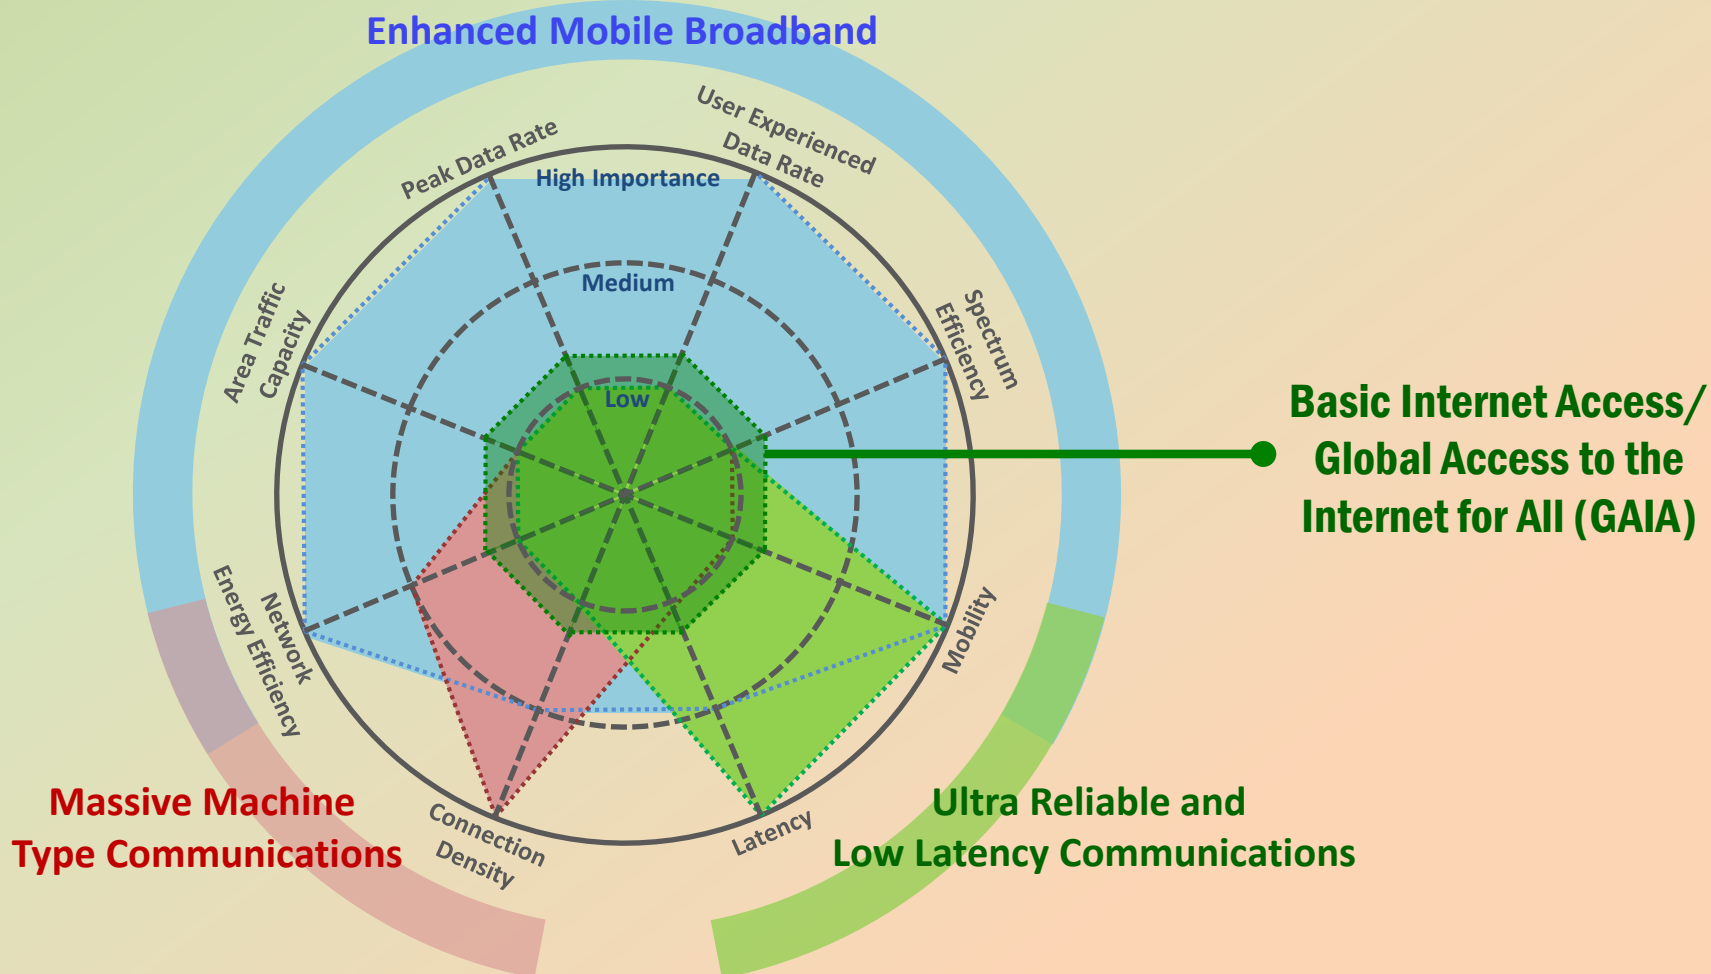 Enhanced Mobile Broadband
User Experienced
Data Rate
Peak Data Rate
High Importance
Medium
Low
Area Traffic
Capacity
Spectrum
Efficiency
Basic Internet Access/
Global Access to the
Internet for All (GAIA)
Network
Energy Efficiency
Mobility
Massive Machine
Type Communications
Connection
Density
Latency
Ultra Reliable and
Low Latency Communications